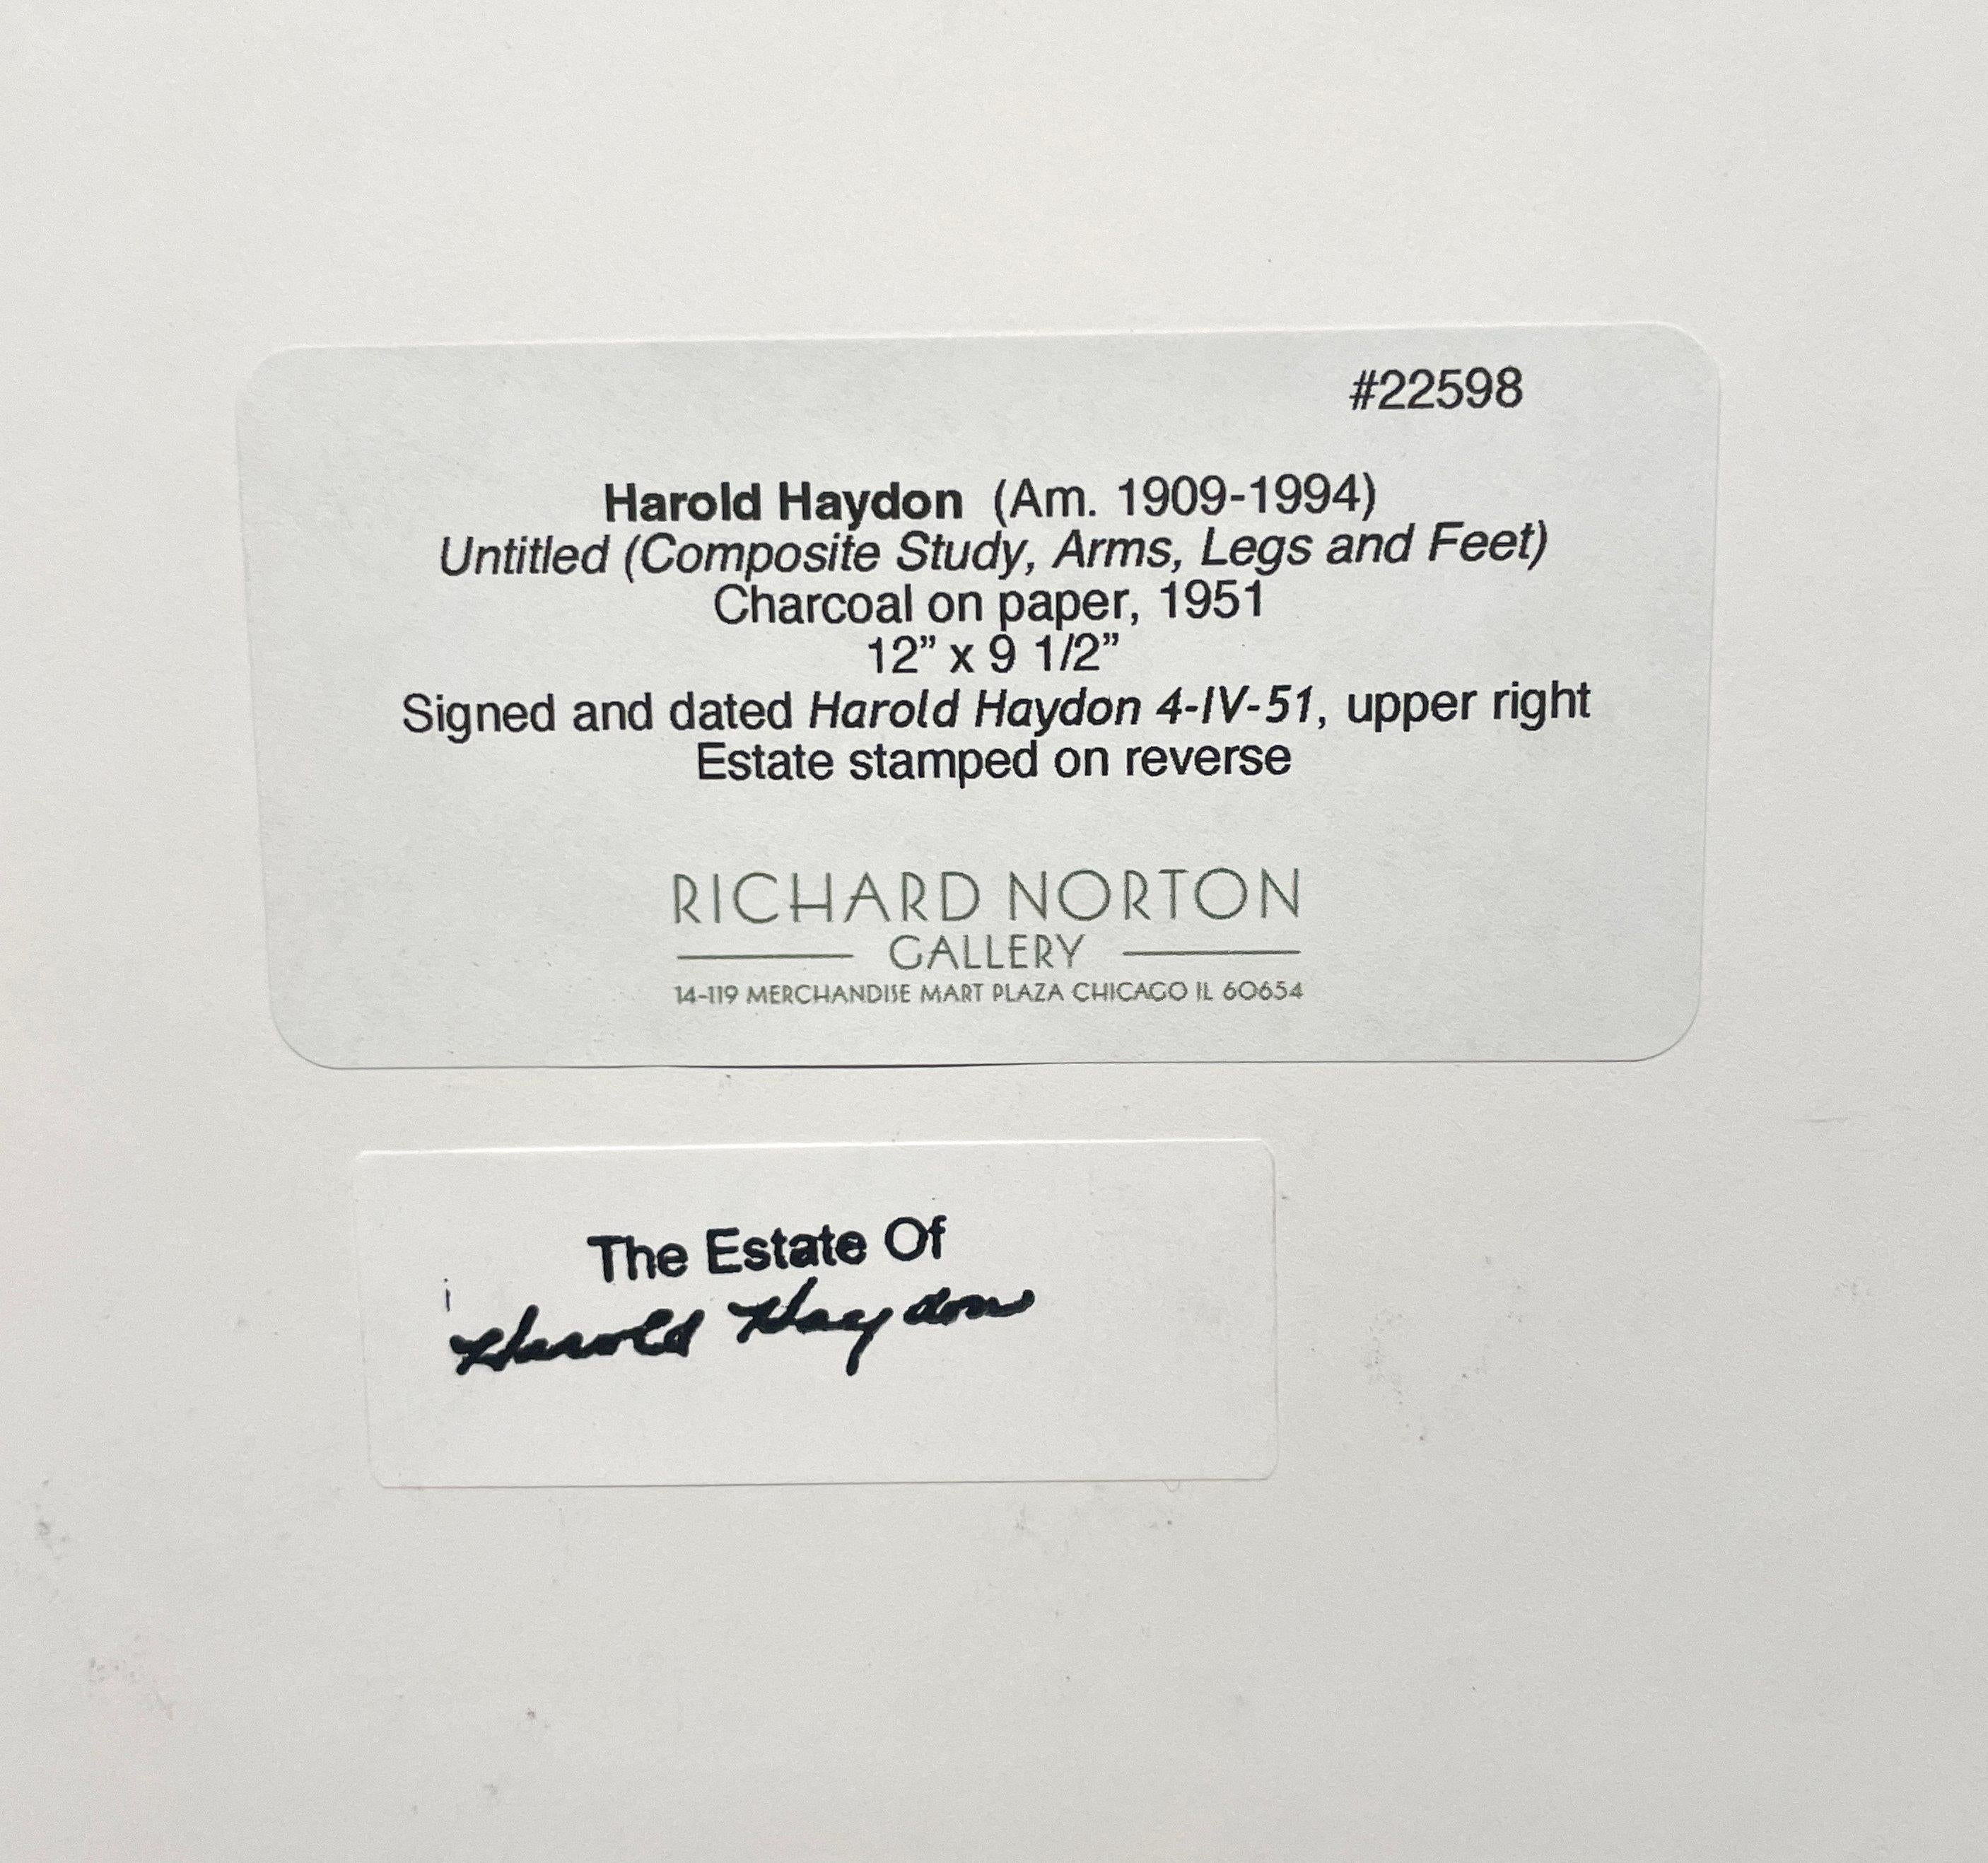 #22598
Harold Haydon (Am. 1909-1994)
Untitled (Composite Study, Arms, Legs and Feet)
Charcoal on paper, 1951
12” x 9 1/2”
Signed and dated Harold Haydon 4-IV-51, upper right
Estate stamped on reverse
RICHARD NORTON
GALLERY
14-119 MERCHANDISE MART PLAZA CHICAGO IL 60654
The Estate Of
Harold Haydon